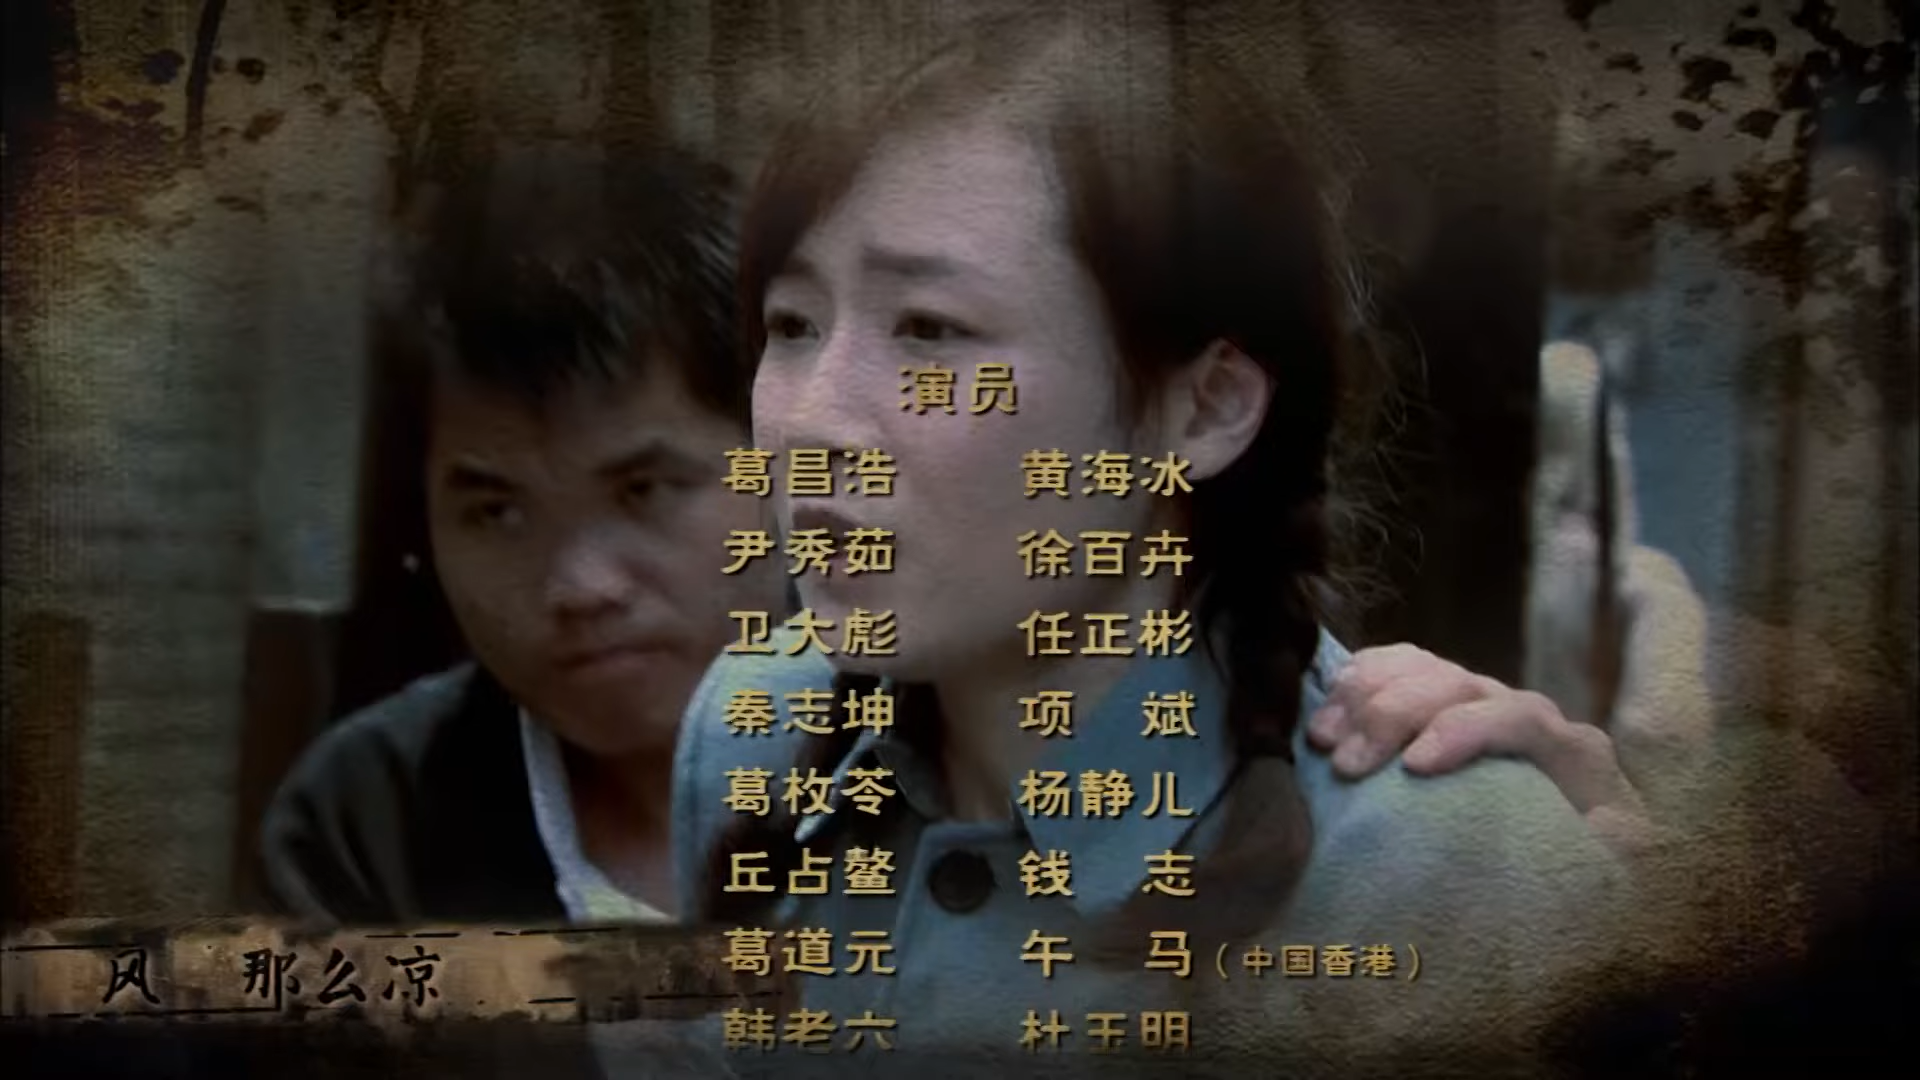 演员
葛昌浩 黄海冰
尹秀茹 徐百卉
卫大彪 任正彬
秦志坤 项 斌
葛枚苓 杨静儿
丘占鳌 钱 志
葛道元 午 马（中国香港）
韩老六 杜玉明
风 那么凉